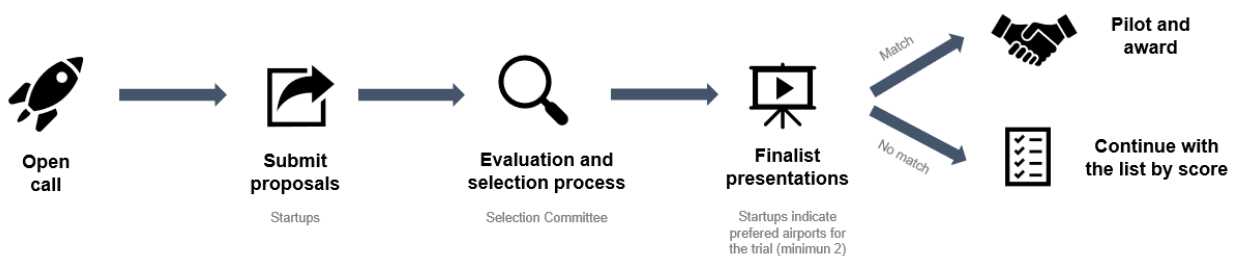 Open
call
Submit
proposals
Startups
Evaluation and
selection process
Selection Committee
Finalist
presentations
Startups indicate
prefered airports for
the trial (minimun 2)
Match
Pilot and
award
No match
Continue with
the list by score